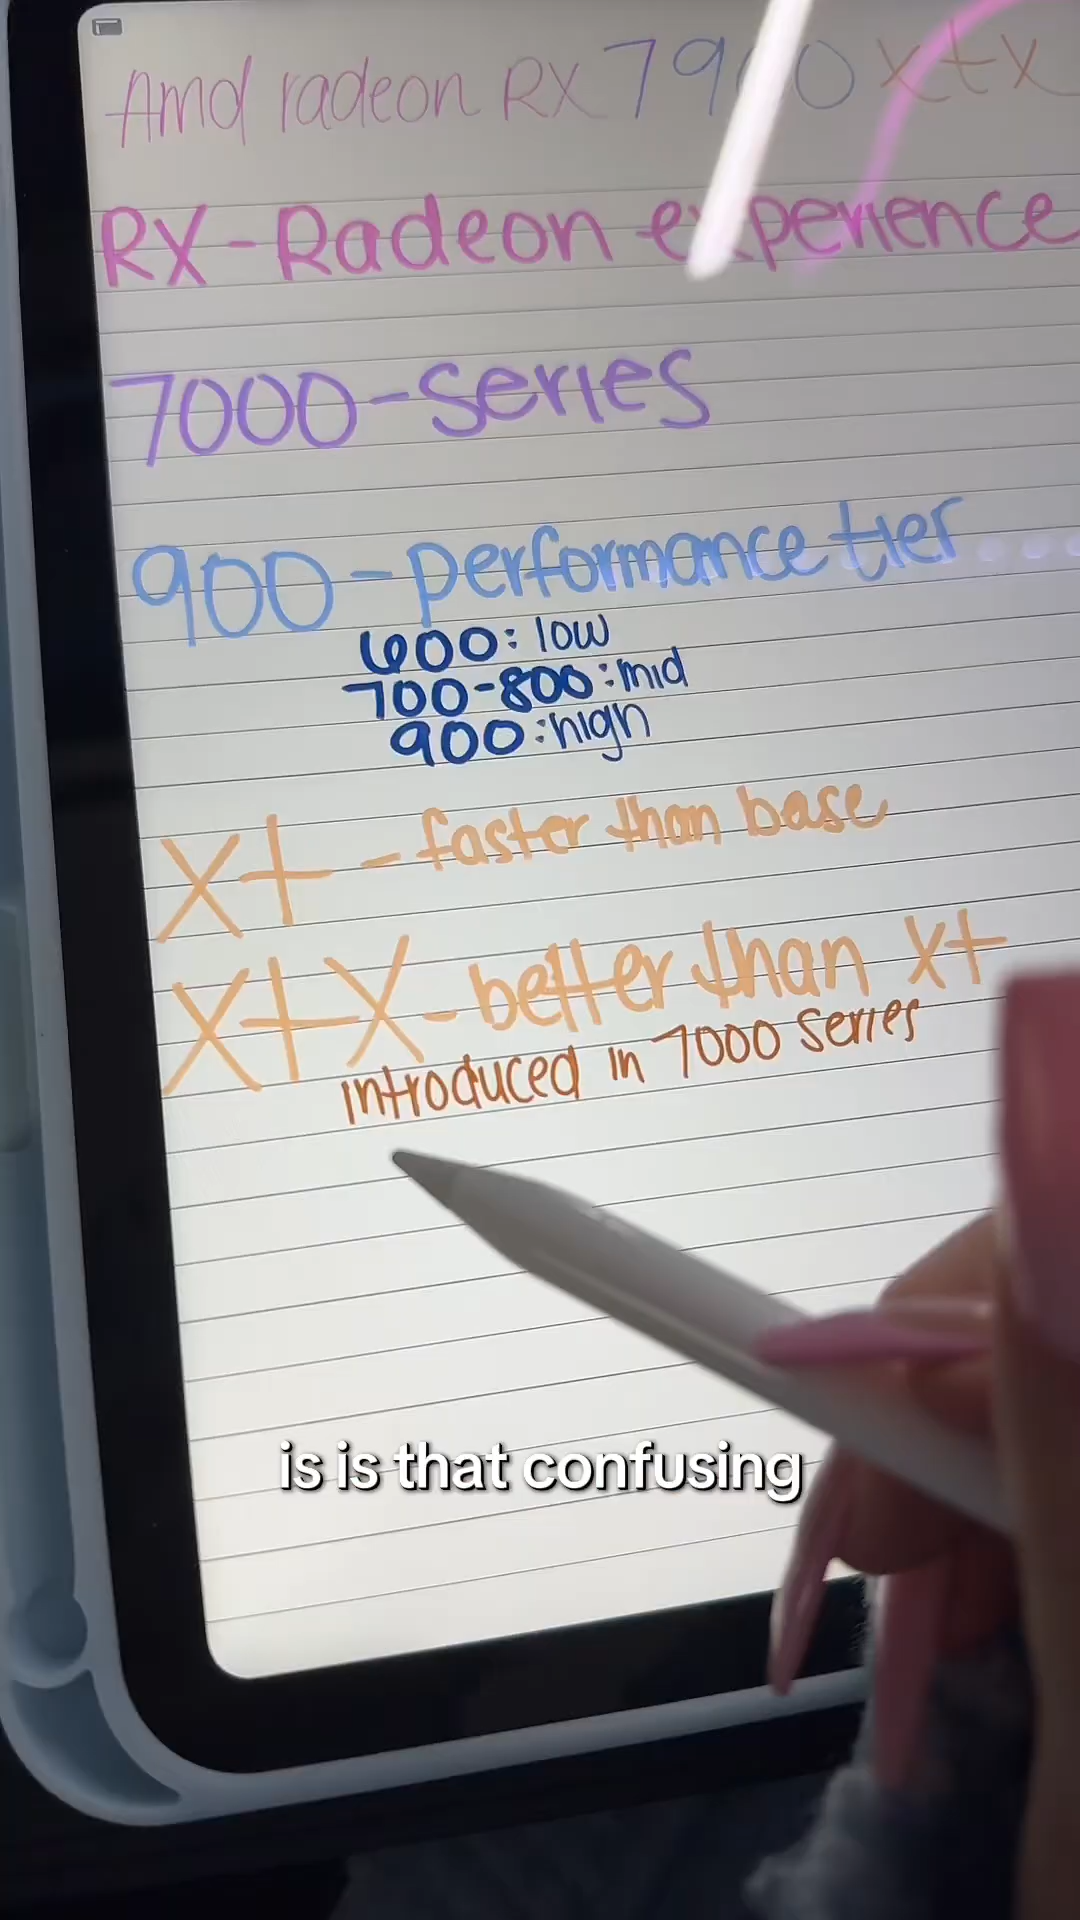 Amd radeon RX 7900 xtx
RX-Radeon experience
7000-series
900-performance tier....
600: low
700-800:mid
900:high
xt-faster than base
xtx-better than xt
introduced in 7000 series
is is that confusing